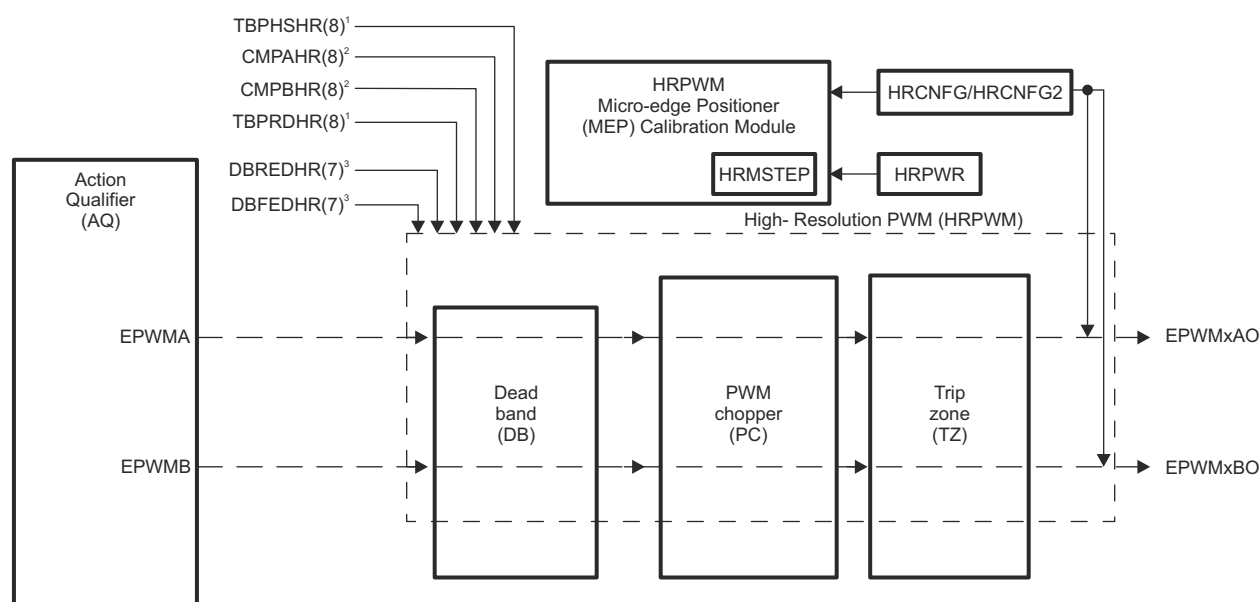 TBPHSHR(8)¹
CMPAHR(8)²
CMPBHR(8)²
TBPRDHR(8)¹
DBREDHR(7)³
DBFEDHR(7)³
HRPWM
Micro-edge Positioner
(MEP) Calibration Module
HRMSTEP
HRCNFG/HRCNFG2
HRPWR
High- Resolution PWM (HRPWM)
Action
Qualifier
(AQ)
EPWMA
EPWMB
Dead
band
(DB)
PWM
chopper
(PC)
Trip
zone
(TZ)
EPWMxAO
EPWMxBO